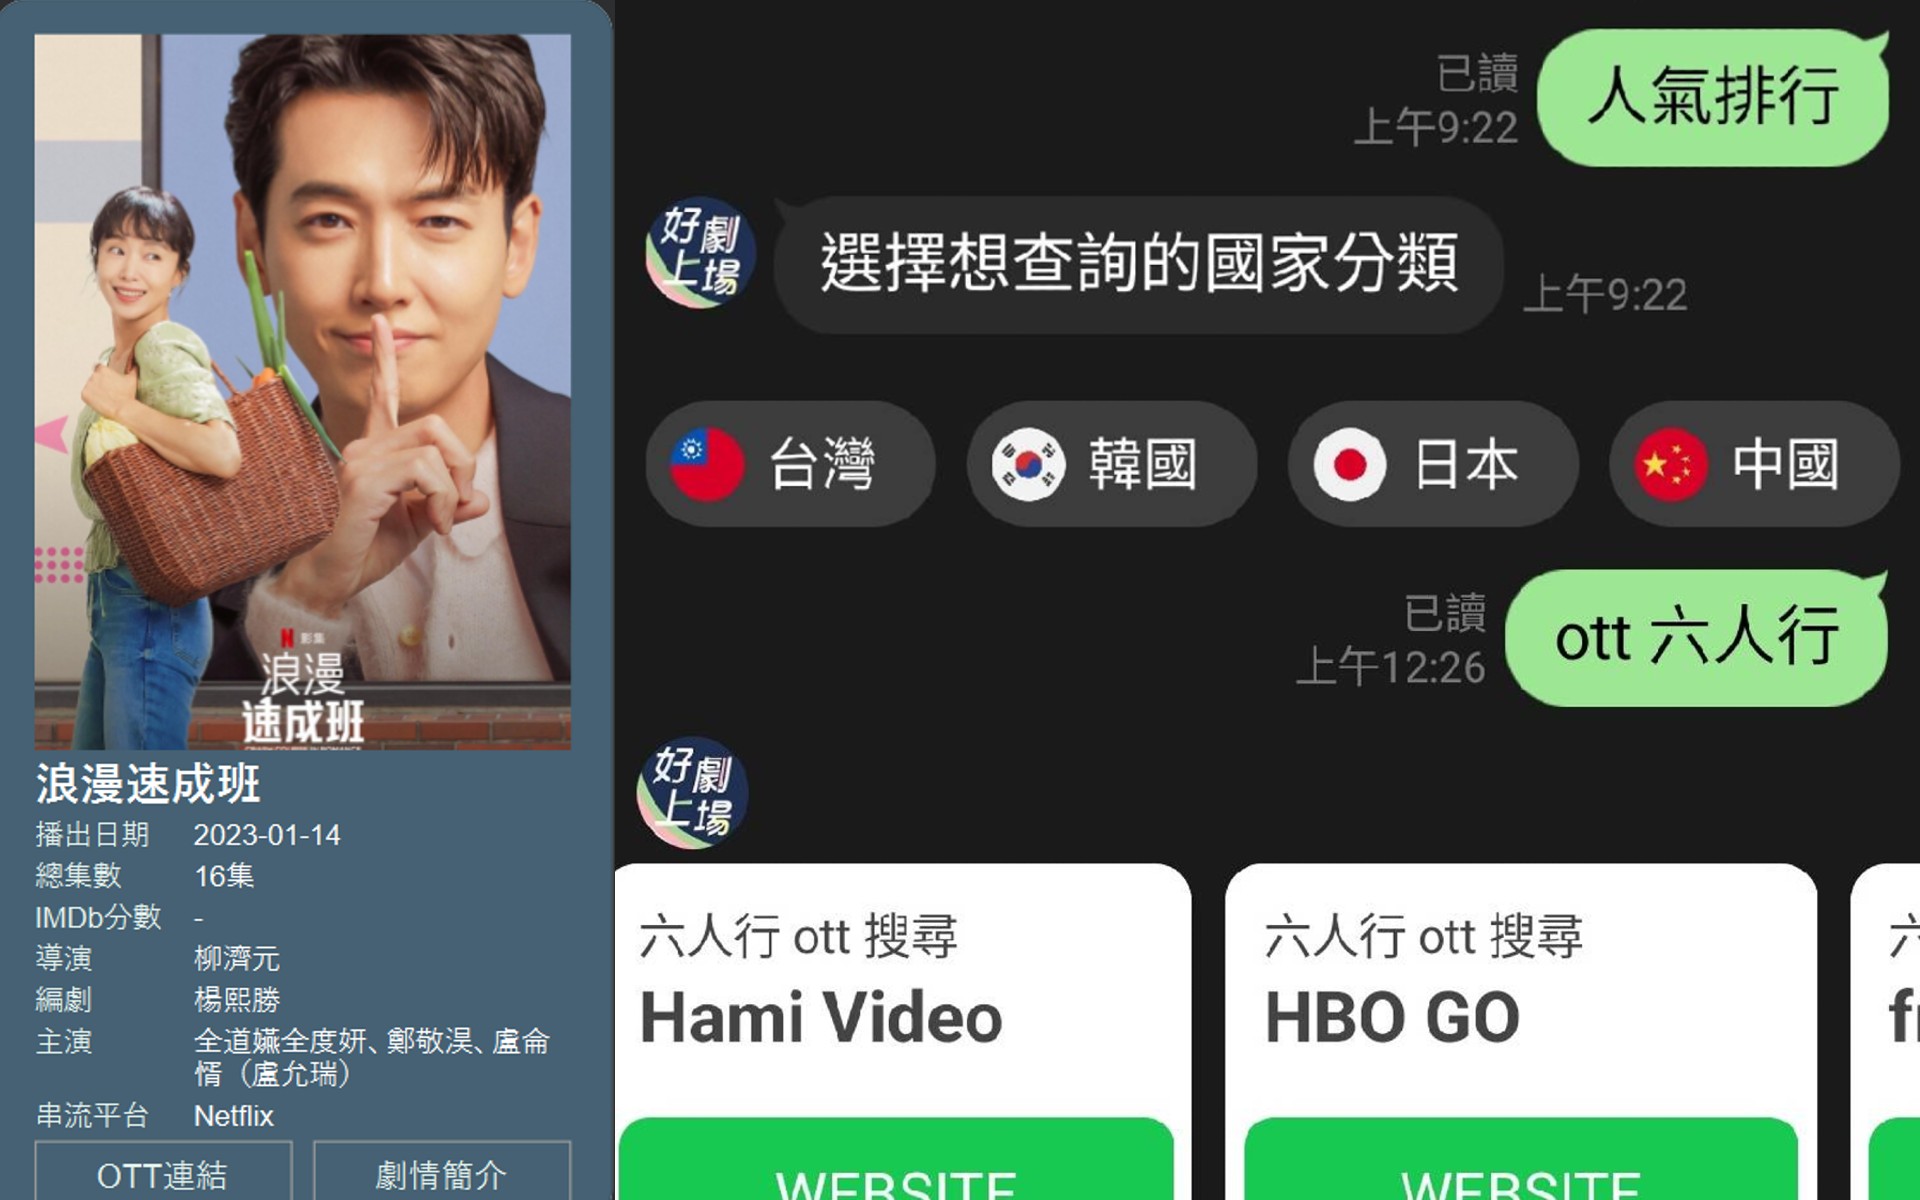 N 影集
浪漫
速成班
CRASH COURSE IN ROMANCE
浪漫速成班
播出日期 2023-01-14
總集數 16集
IMDb分數 -
導演 柳濟元
編劇 楊熙勝
主演 全道嬿全度妍、鄭敬淏、盧侖
惰（盧允瑞）
串流平台 Netflix
OTT連結 劇情簡介
已讀
上午9:22
人氣排行
好劇
上場
選擇想查詢的國家分類
上午9:22
台灣 韓國 日本 中國
已讀
上午12:26
ott 六人行
好劇
上場
六人行 ott 搜尋
Hami Video
WEBSITE
六人行 ott 搜尋
HBO GO
WEBSITE